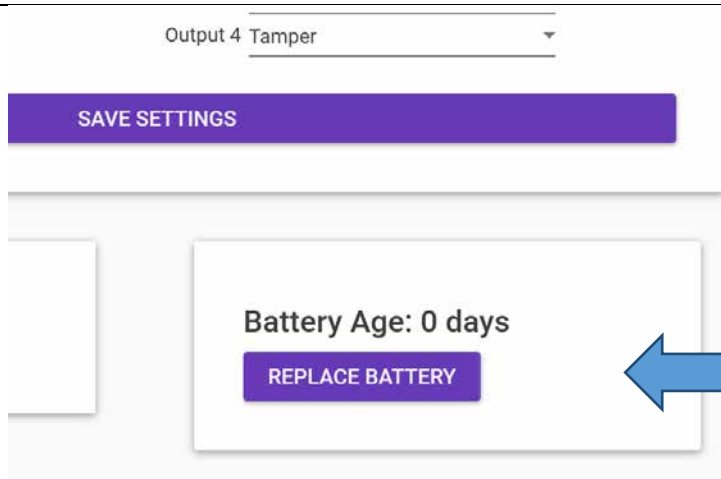 Output 4 Tamper
SAVE SETTINGS
Battery Age: 0 days
REPLACE BATTERY